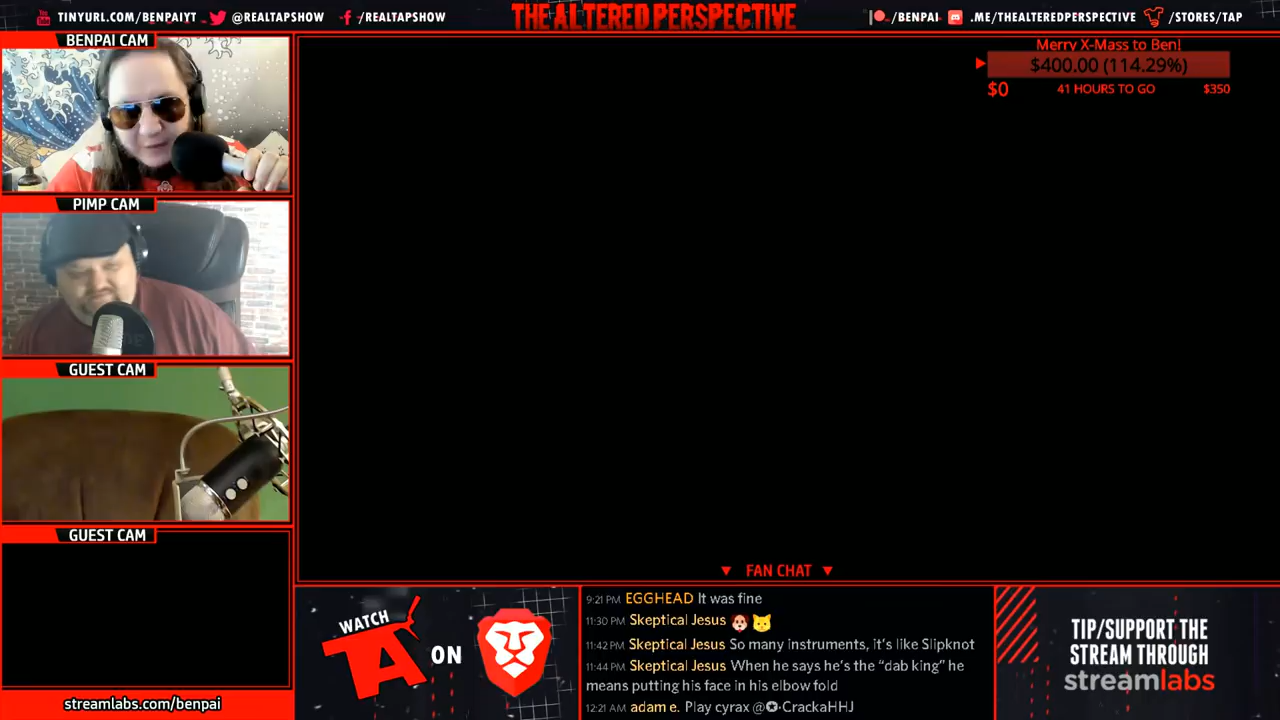 TINYURL.COM/BENPAIYT @REALTAPSHOW /REALTAPSHOW THE ALTERED PERSPECTIVE /BENPAI .ME/THEALTEREDPERSPECTIVE /STORES/TAP
BENPAI CAM
Merry X-Mass to Ben!
$400.00 (114.29%)
$0 41 HOURS TO GO $350
PIMP CAM
GUEST CAM
GUEST CAM
streamlabs.com/benpai
WATCH
TA ON
▼ FAN CHAT ▼
9:21 PM EGGHEAD It was fine
11:30 PM Skeptical Jesus 🐶 😺
11:42 PM Skeptical Jesus So many instruments, it's like Slipknot
11:44 PM Skeptical Jesus When he says he's the “dab king” he
means putting his face in his elbow fold
12:21 AM adam e. Play cyrax @✪•CrackaHHJ
TIP/SUPPORT THE
STREAM THROUGH
streamlabs